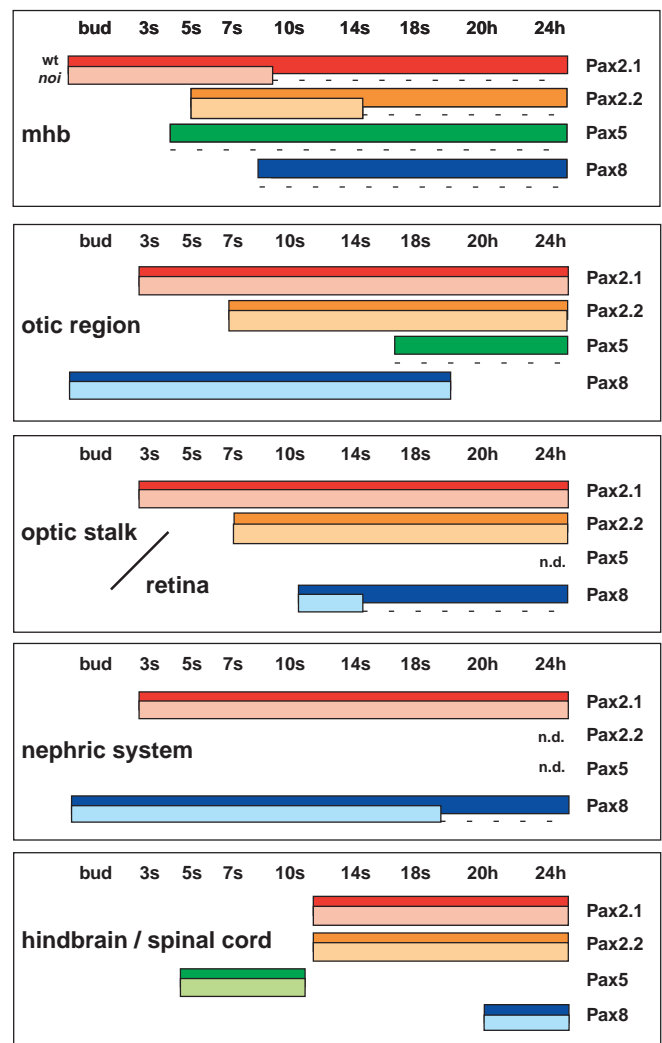 bud 3s 5s 7s 10s 14s 18s 20h 24h
wt
noi
Pax2.1
Pax2.2
mhb
Pax5
Pax8
bud 3s 5s 7s 10s 14s 18s 20h 24h
Pax2.1
Pax2.2
otic region
Pax5
Pax8
bud 3s 5s 7s 10s 14s 18s 20h 24h
Pax2.1
optic stalk
Pax2.2
n.d. Pax5
retina
Pax8
bud 3s 5s 7s 10s 14s 18s 20h 24h
Pax2.1
n.d. Pax2.2
nephric system
n.d. Pax5
Pax8
bud 3s 5s 7s 10s 14s 18s 20h 24h
Pax2.1
hindbrain / spinal cord
Pax2.2
Pax5
Pax8